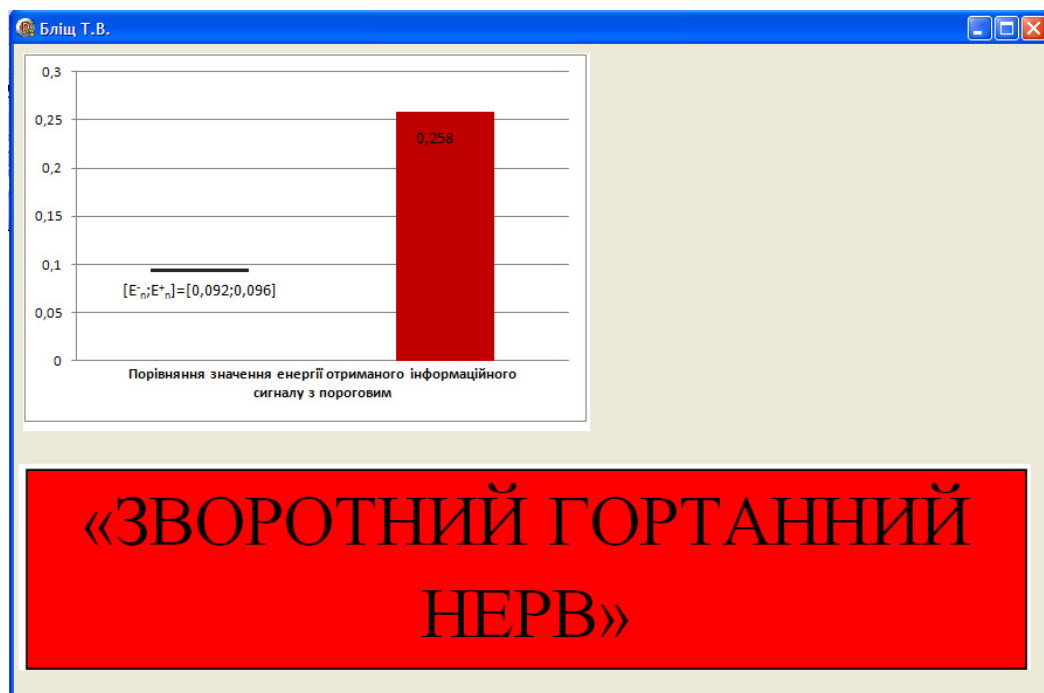 Бліщ Т.В.
0,3
0,25
0,258
0,2
0,15
0,1
[E⁻ₙ;E⁺ₙ]=[0,092;0,096]
0,05
0
Порівняння значення енергії отриманого інформаційного
сигналу з пороговим
«ЗВОРОТНИЙ ГОРТАННИЙ
НЕРВ»